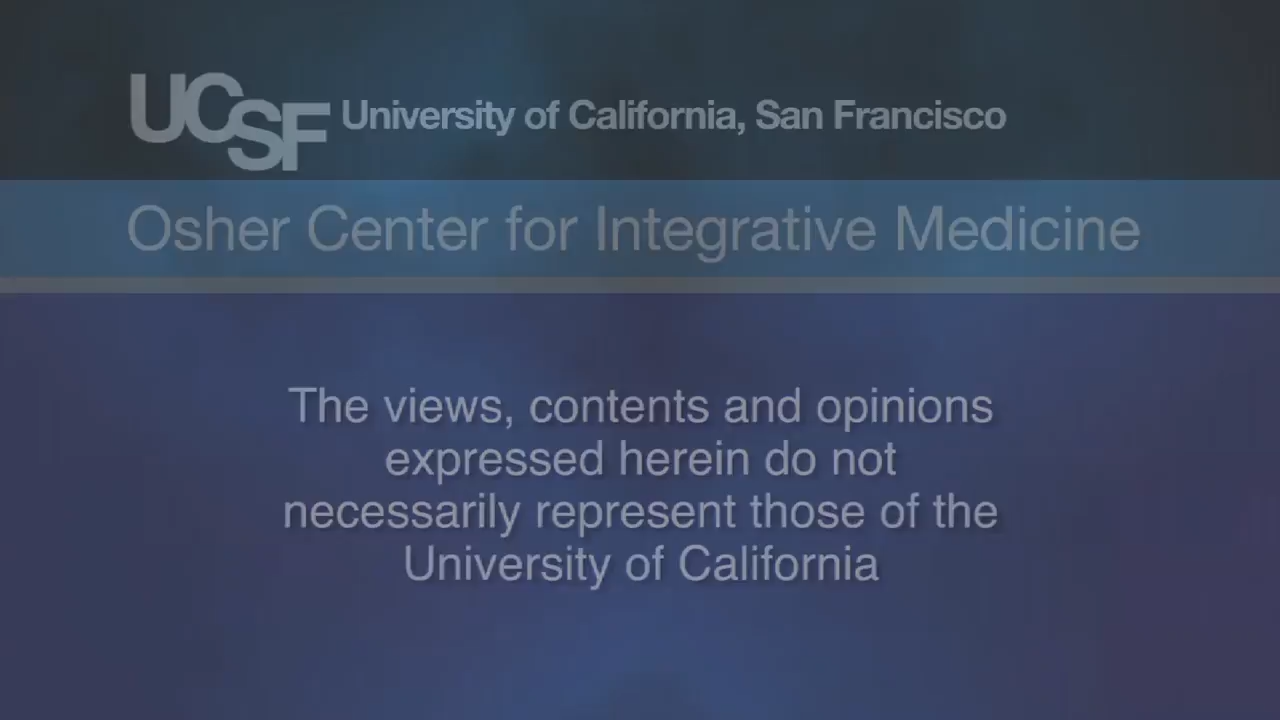 UCSF University of California, San Francisco
Osher Center for Integrative Medicine
The views, contents and opinions
expressed herein do not
necessarily represent those of the
University of California